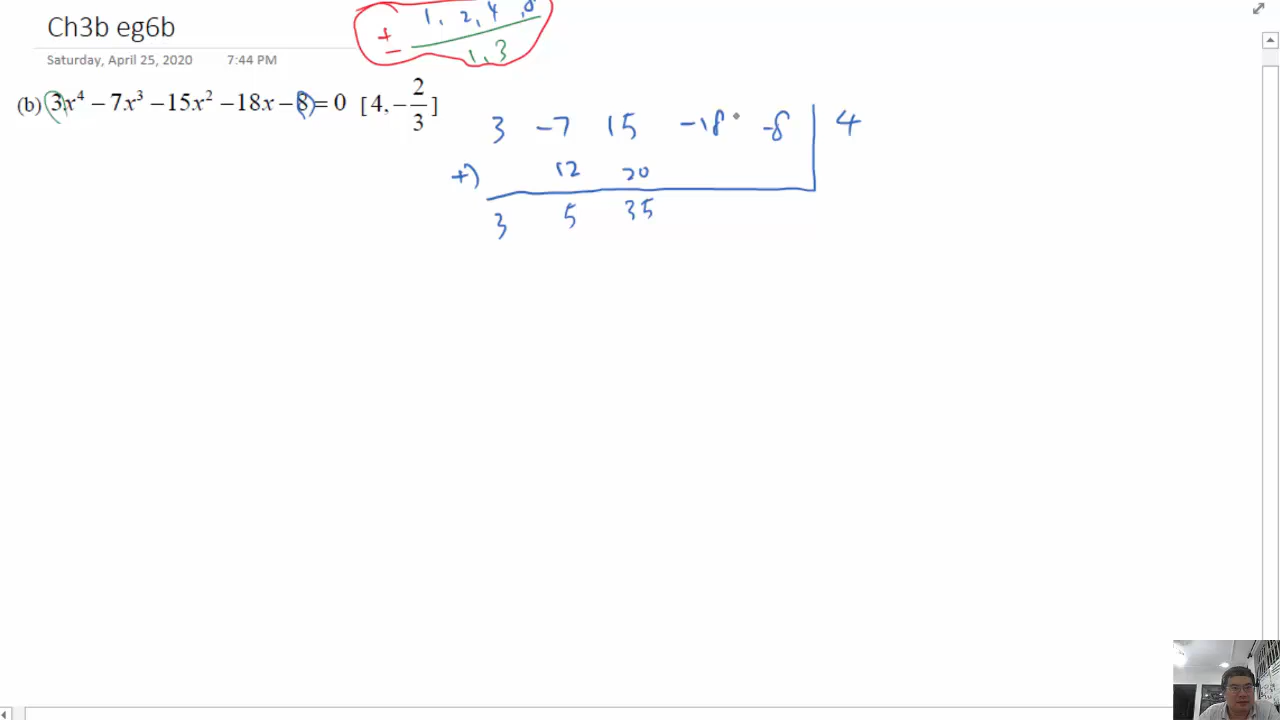 Ch3b eg6b
Saturday, April 25, 2020 7:44 PM
± 1, 2, 4, 8
1, 3
(b) 3x⁴ − 7x³ − 15x² − 18x − 8 = 0 [4, −2/3]
3 −7 15 −18 −8 | 4
+) 12 20
3 5 35